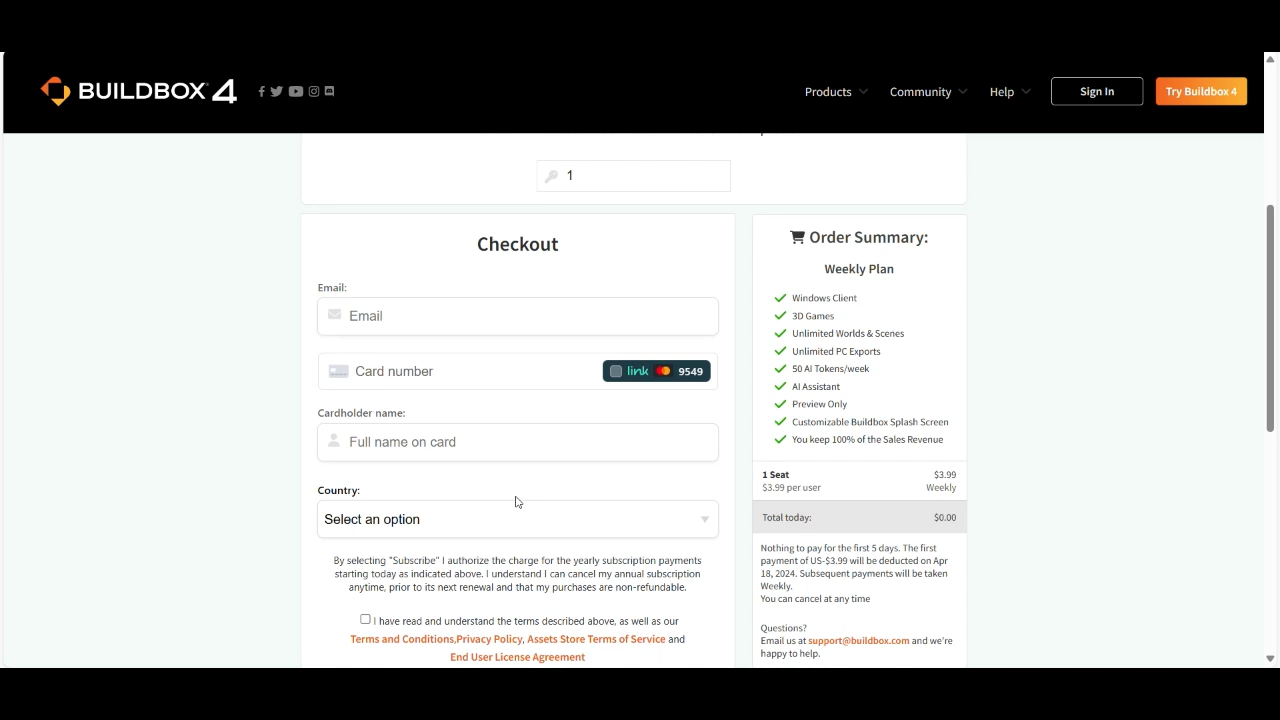 BUILDBOX 4
Products
Community
Help
Sign In
Try Buildbox 4
1
Checkout
Email:
Email
Card number
link
9549
Cardholder name:
Full name on card
Country:
Select an option
By selecting "Subscribe" I authorize the charge for the yearly subscription payments
starting today as indicated above. I understand I can cancel my annual subscription
anytime, prior to its next renewal and that my purchases are non-refundable.
I have read and understand the terms described above, as well as our
Terms and Conditions,Privacy Policy, Assets Store Terms of Service and
End User License Agreement
Order Summary:
Weekly Plan
Windows Client
3D Games
Unlimited Worlds & Scenes
Unlimited PC Exports
50 AI Tokens/week
AI Assistant
Preview Only
Customizable Buildbox Splash Screen
You keep 100% of the Sales Revenue
1 Seat $3.99
$3.99 per user Weekly
Total today: $0.00
Nothing to pay for the first 5 days. The first
payment of US-$3.99 will be deducted on Apr
18, 2024. Subsequent payments will be taken
Weekly.
You can cancel at any time
Questions?
Email us at support@buildbox.com and we're
happy to help.